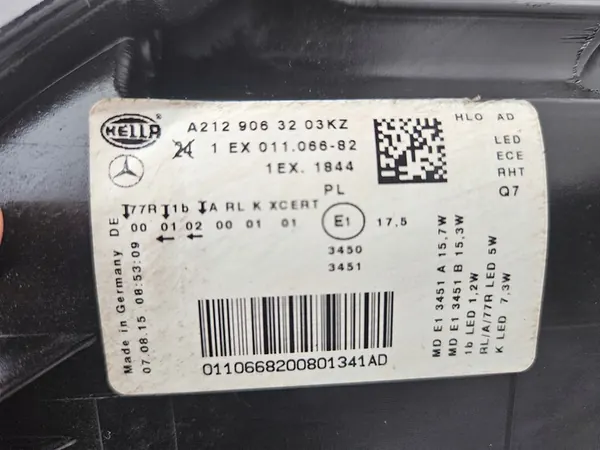 HELLA
A212 906 32 03KZ
HLO AD
24 1 EX 011.066-82
1EX. 1844
LED
ECE
RHT
Q7
PL
77R 1b A RL K XCERT
00 01 02 00 01 01
E1
17,5
3450
3451
Made in Germany DE
07.08.15 08:53:09
MD E1 3451 A 15,7W
MD E1 3451 B 15,3W
1b LED 1,2W
RL/A/77R LED 5W
K LED 7,3W
0110668200801341AD